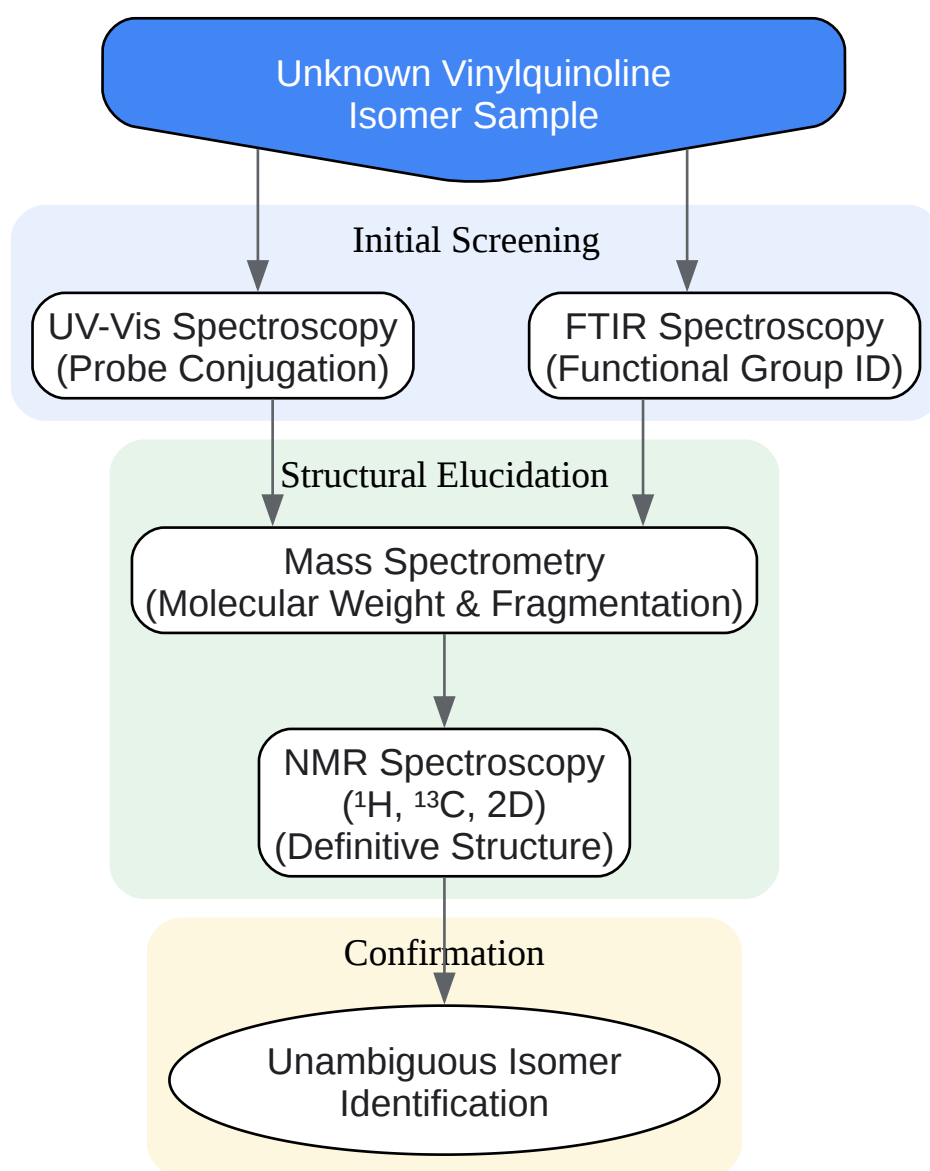 Unknown Vinylquinoline
Isomer Sample
Initial Screening
UV-Vis Spectroscopy
(Probe Conjugation)
FTIR Spectroscopy
(Functional Group ID)
Structural Elucidation
Mass Spectrometry
(Molecular Weight & Fragmentation)
NMR Spectroscopy
(¹H, ¹³C, 2D)
(Definitive Structure)
Confirmation
Unambiguous Isomer
Identification